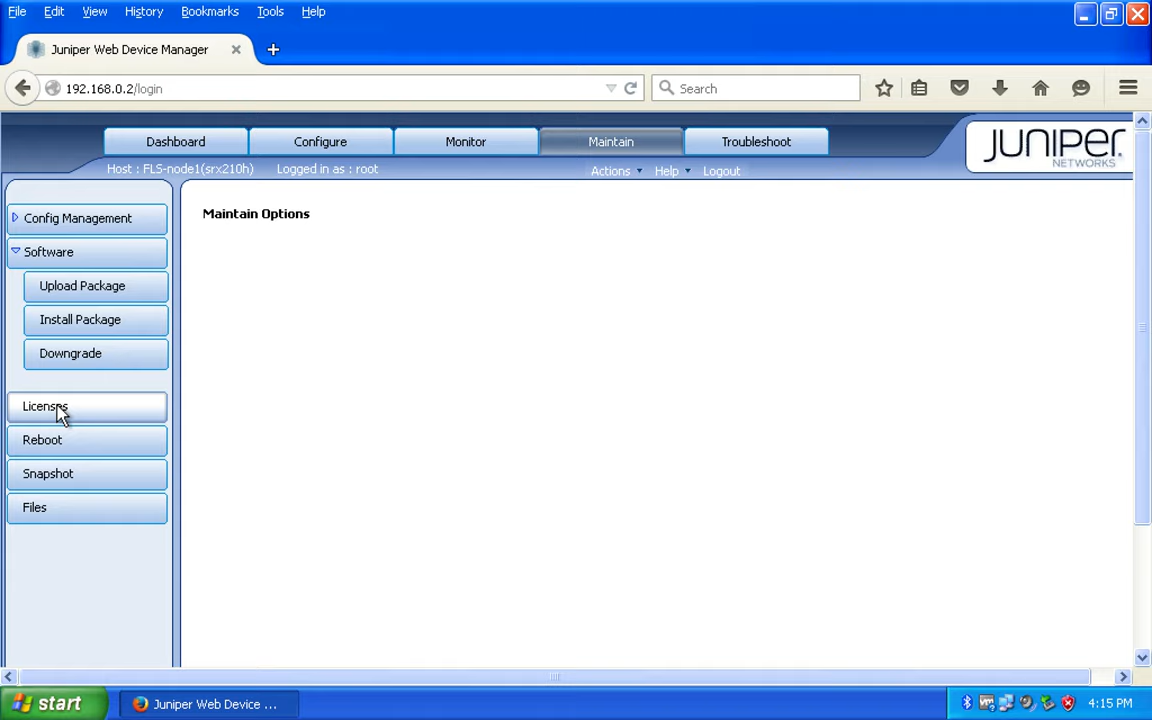 File Edit View History Bookmarks Tools Help
Juniper Web Device Manager
192.168.0.2/login
Search
Dashboard Configure Monitor Maintain Troubleshoot
JUNIPER
NETWORKS
Host : FLS-node1(srx210h) Logged in as : root Actions Help Logout
Config Management
Maintain Options
Software
Upload Package
Install Package
Downgrade
Licenses
Reboot
Snapshot
Files
start
Juniper Web Device ...
4:15 PM